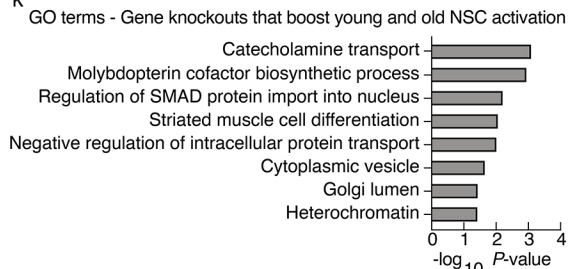 K
GO terms - Gene knockouts that boost young and old NSC activation
Catecholamine transport
Molybdopterin cofactor biosynthetic process
Regulation of SMAD protein import into nucleus
Striated muscle cell differentiation
Negative regulation of intracellular protein transport
Cytoplasmic vesicle
Golgi lumen
Heterochromatin
0 1 2 3 4
-log10 P-value